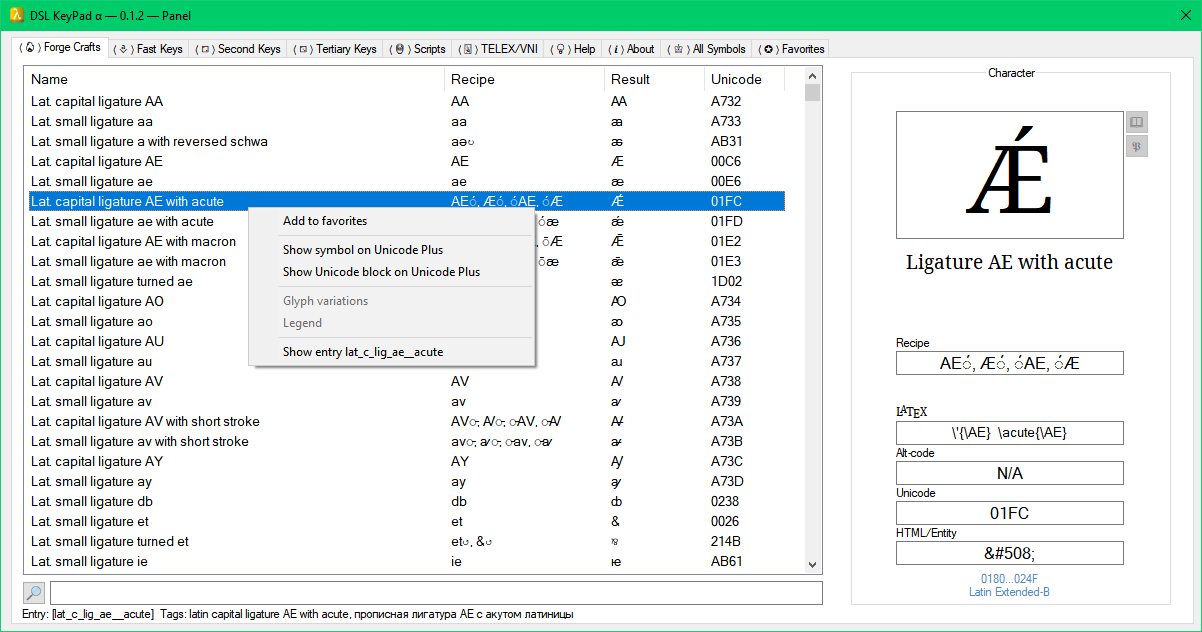 DSL KeyPad α — 0.1.2 — Panel
Forge Crafts Fast Keys Second Keys Tertiary Keys Scripts TELEX/VNI Help About All Symbols Favorites
Name Recipe Result Unicode
Lat. capital ligature AA AA Ꜳ A732
Lat. small ligature aa aa ꜳ A733
Lat. small ligature a with reversed schwa aə A​B31
Lat. capital ligature AE AE Æ 00C6
Lat. small ligature ae ae æ 00E6
Lat. capital ligature AE with acute AE◌́, Æ◌́, ◌́AE, ◌́Æ Ǽ 01FC
Lat. small ligature ae with acute ◌́æ ǽ 01FD
Lat. capital ligature AE with macron , ◌̄Æ Ǣ 01E2
Lat. small ligature ae with macron ◌̄æ ǣ 01E3
Lat. small ligature turned ae ᴂ 1D02
Lat. capital ligature AO Ꜵ A734
Lat. small ligature ao ꜵ A735
Lat. capital ligature AU Ꜷ A736
Lat. small ligature au ꜷ A737
Lat. capital ligature AV AV Ꜹ A738
Lat. small ligature av av ꜹ A739
Lat. capital ligature AV with short stroke AV◌̵, Ꜹ◌̵, ◌̵AV, ◌̵Ꜹ Ꜻ A73A
Lat. small ligature av with short stroke av◌̵, ꜹ◌̵, ◌̵av, ◌̵ꜹ ꜻ A73B
Lat. capital ligature AY AY Ꜽ A73C
Lat. small ligature ay ay ꜽ A73D
Lat. small ligature db db ȸ 0238
Lat. small ligature et et & 0026
Lat. small ligature turned et et, & ⅋ 214B
Lat. small ligature ie ie ꭡ AB61
Add to favorites
Show symbol on Unicode Plus
Show Unicode block on Unicode Plus
Glyph variations
Legend
Show entry lat_c_lig_ae__acute
Entry: [lat_c_lig_ae__acute] Tags: latin capital ligature AE with acute, прописная лигатура AE с акутом латиницы
Character
Ǽ
Ligature AE with acute
Recipe
AE◌́, Æ◌́, ◌́AE, ◌́Æ
LATEX
\'{\AE} \acute{\AE}
Alt-code
N/A
Unicode
01FC
HTML/Entity
&#508;
0180...024F
Latin Extended-B